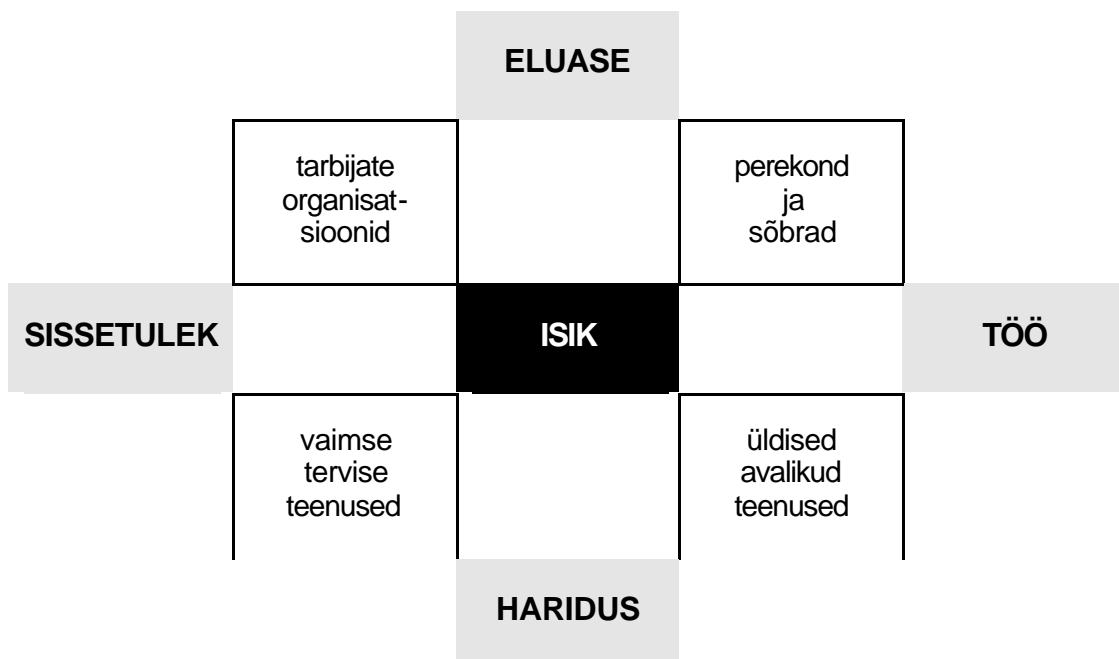 ELUASE
tarbijate
organisat-
sioonid
perekond
ja
sõbrad
SISSETULEK
ISIK
TÖÖ
vaimse
tervise
teenused
üldised
avalikud
teenused
HARIDUS